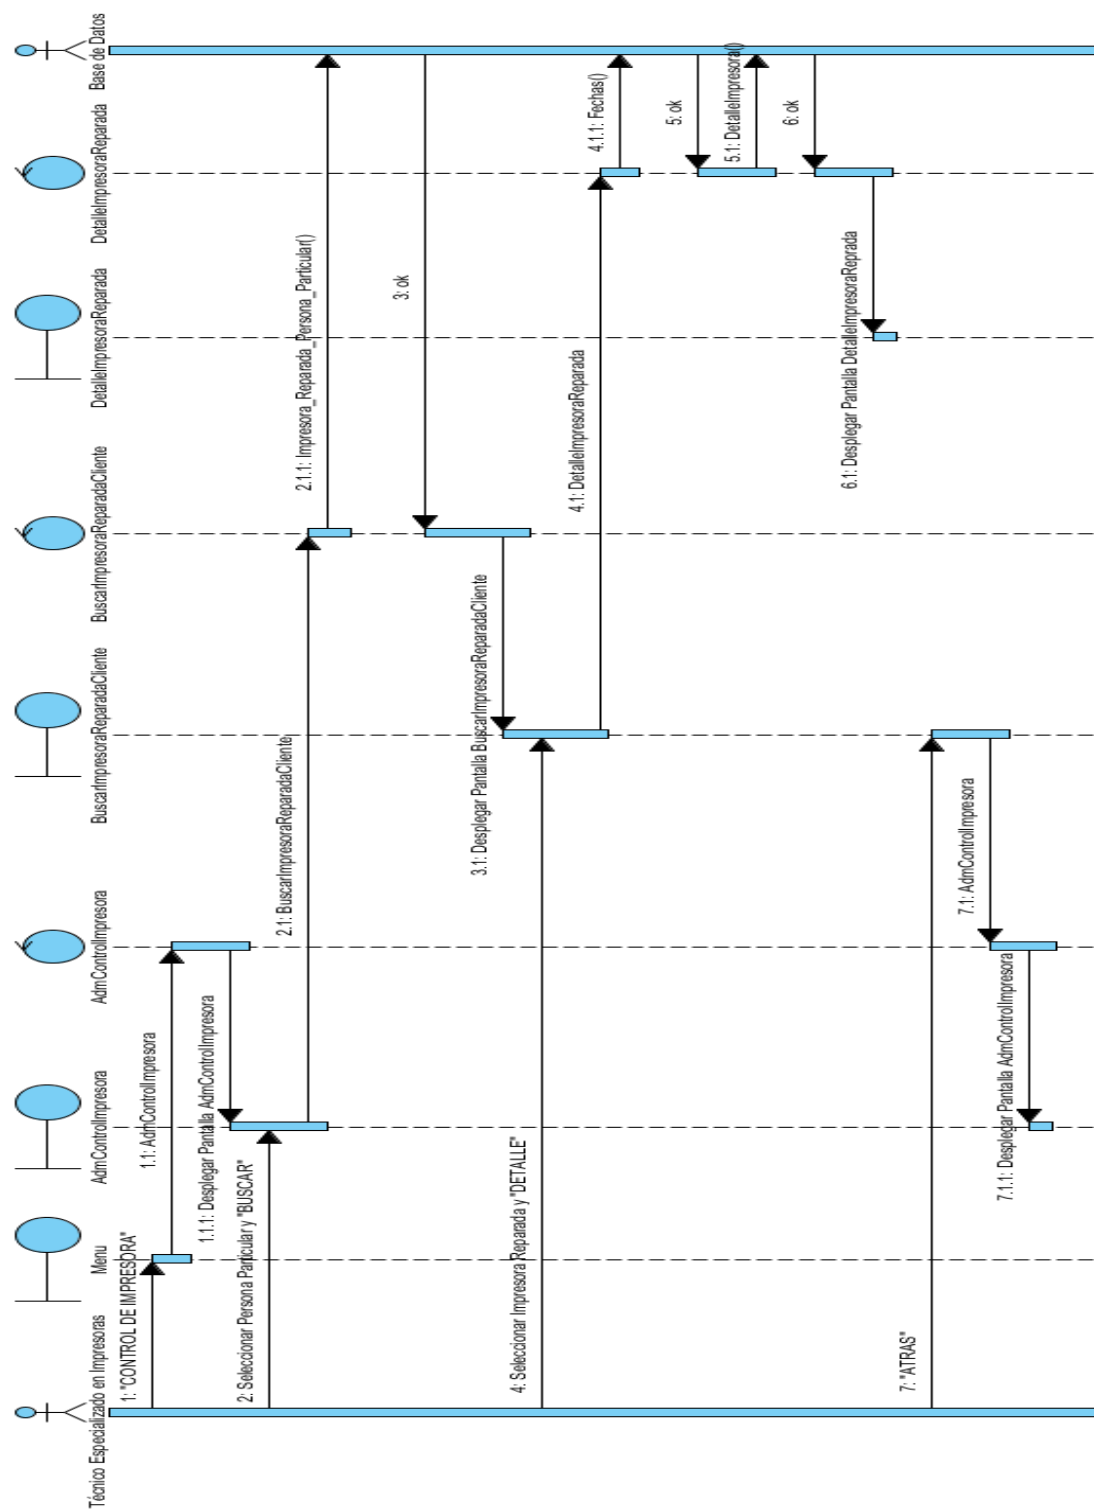 Técnico Especializado en Impresoras
Menu
AdmControlImpresora
AdmControlImpresora
BuscarImpresoraReparadaCliente
BuscarImpresoraReparadaCliente
DetalleImpresoraReparada
DetalleImpresoraReparada
Base de Datos
1: "CONTROL DE IMPRESORA"
1.1: AdmControlImpresora
1.1.1: Desplegar Pantalla AdmControlImpresora
2: Seleccionar Persona Particular y "BUSCAR"
2.1: BuscarImpresoraReparadaCliente
2.1.1: Impresora_Reparada_Persona_Particular()
3: ok
3.1: Desplegar Pantalla BuscarImpresoraReparadaCliente
4: Seleccionar Impresora Reparada y "DETALLE"
4.1: DetalleImpresoraReparada
4.1.1: Fechas()
5: ok
5.1: DetalleImpresora()
6: ok
6.1: Desplegar Pantalla DetalleImpresoraReprada
7: "ATRAS"
7.1: AdmControlImpresora
7.1.1: Desplegar Pantalla AdmControlImpresora